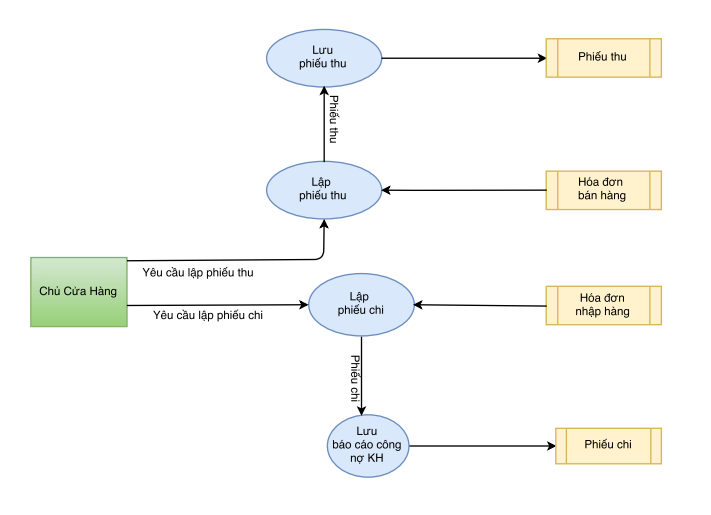 Lưu
phiếu thu
Phiếu thu
Phiếu thu
Lập
phiếu thu
Hóa đơn
bán hàng
Chủ Cửa Hàng
Yêu cầu lập phiếu thu
Yêu cầu lập phiếu chi
Lập
phiếu chi
Hóa đơn
nhập hàng
Phiếu chi
Lưu
báo cáo công
nợ KH
Phiếu chi